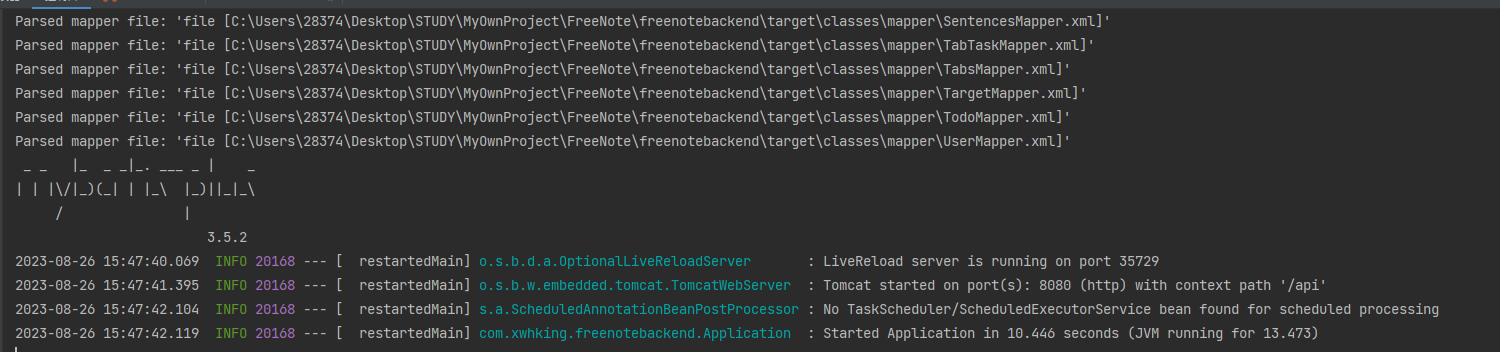 Parsed mapper file: 'file [C:\Users\28374\Desktop\STUDY\MyOwnProject\FreeNote\freenotebackend\target\classes\mapper\SentencesMapper.xml]'
Parsed mapper file: 'file [C:\Users\28374\Desktop\STUDY\MyOwnProject\FreeNote\freenotebackend\target\classes\mapper\TabTaskMapper.xml]'
Parsed mapper file: 'file [C:\Users\28374\Desktop\STUDY\MyOwnProject\FreeNote\freenotebackend\target\classes\mapper\TabsMapper.xml]'
Parsed mapper file: 'file [C:\Users\28374\Desktop\STUDY\MyOwnProject\FreeNote\freenotebackend\target\classes\mapper\TargetMapper.xml]'
Parsed mapper file: 'file [C:\Users\28374\Desktop\STUDY\MyOwnProject\FreeNote\freenotebackend\target\classes\mapper\TodoMapper.xml]'
Parsed mapper file: 'file [C:\Users\28374\Desktop\STUDY\MyOwnProject\FreeNote\freenotebackend\target\classes\mapper\UserMapper.xml]'
 _ _   |_  _ _|_. ___ _ |    _
| | |\/|_)(_| | |_\  |_)||_|_\
     /               |
                        3.5.2
2023-08-26 15:47:40.069  INFO 20168 --- [  restartedMain] o.s.b.d.a.OptionalLiveReloadServer       : LiveReload server is running on port 35729
2023-08-26 15:47:41.395  INFO 20168 --- [  restartedMain] o.s.b.w.embedded.tomcat.TomcatWebServer  : Tomcat started on port(s): 8080 (http) with context path '/api'
2023-08-26 15:47:42.104  INFO 20168 --- [  restartedMain] s.a.ScheduledAnnotationBeanPostProcessor : No TaskScheduler/ScheduledExecutorService bean found for scheduled processing
2023-08-26 15:47:42.119  INFO 20168 --- [  restartedMain] com.xwhking.freenotebackend.Application  : Started Application in 10.446 seconds (JVM running for 13.473)